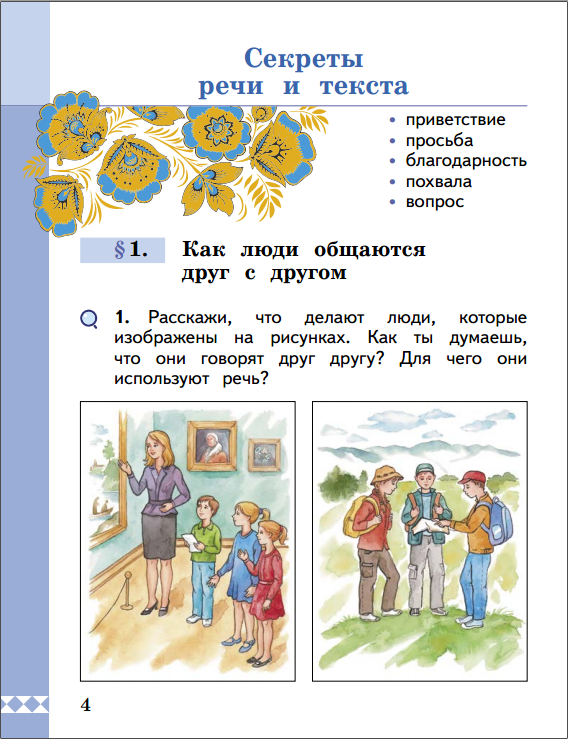 Секреты
речи и текста
• приветствие
• просьба
• благодарность
• похвала
• вопрос
§ 1. Как люди общаются
друг с другом
1. Расскажи, что делают люди, которые
изображены на рисунках. Как ты думаешь,
что они говорят друг другу? Для чего они
используют речь?
4